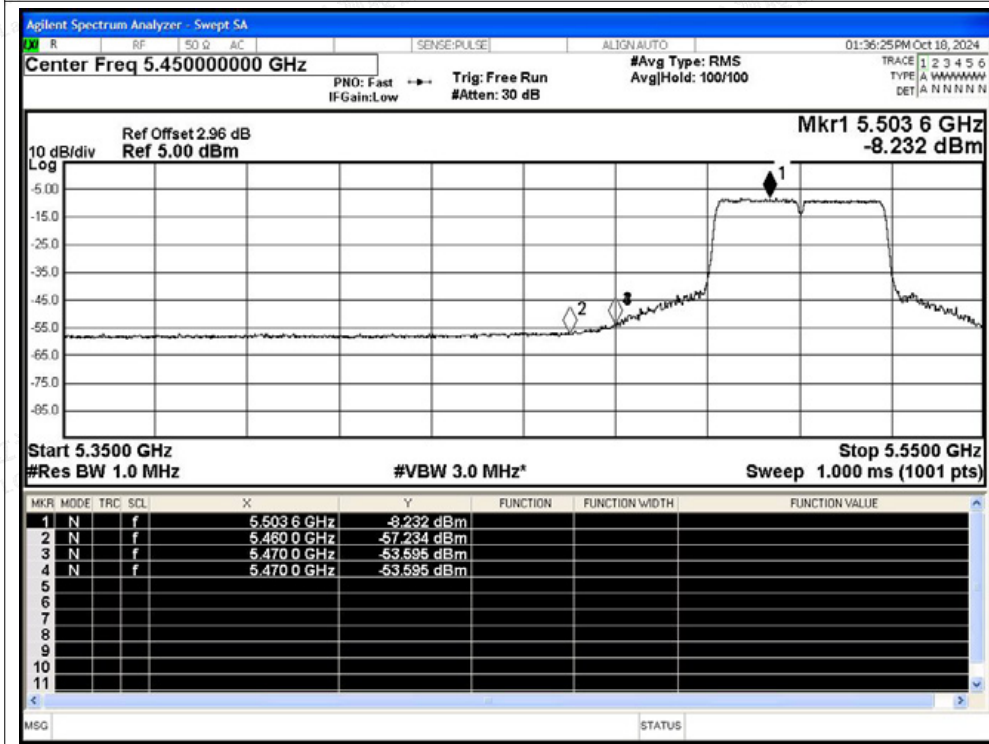 Agilent Spectrum Analyzer - Swept SA
R RF 50 Ω AC SENSE:PULSE ALIGN AUTO 01:36:25 PM Oct 18, 2024
Center Freq 5.450000000 GHz #Avg Type: RMS TRACE 1 2 3 4 5 6
PNO: Fast Trig: Free Run Avg|Hold: 100/100 TYPE A WWWWW
IFGain:Low #Atten: 30 dB DET A N N N N N
Mkr1 5.503 6 GHz
-8.232 dBm
Ref Offset 2.96 dB
10 dB/div Ref 5.00 dBm
Log
1
-5.00
-15.0
-25.0
-35.0
-45.0
2
-55.0
-65.0
-75.0
-85.0
Start 5.3500 GHz Stop 5.5500 GHz
#Res BW 1.0 MHz #VBW 3.0 MHz* Sweep 1.000 ms (1001 pts)
MKR MODE TRC SCL X Y FUNCTION FUNCTION WIDTH FUNCTION VALUE
1 N f 5.503 6 GHz -8.232 dBm
2 N f 5.460 0 GHz -57.234 dBm
3 N f 5.470 0 GHz -53.595 dBm
4 N f 5.470 0 GHz -53.595 dBm
5
6
7
8
9
10
11
MSG STATUS